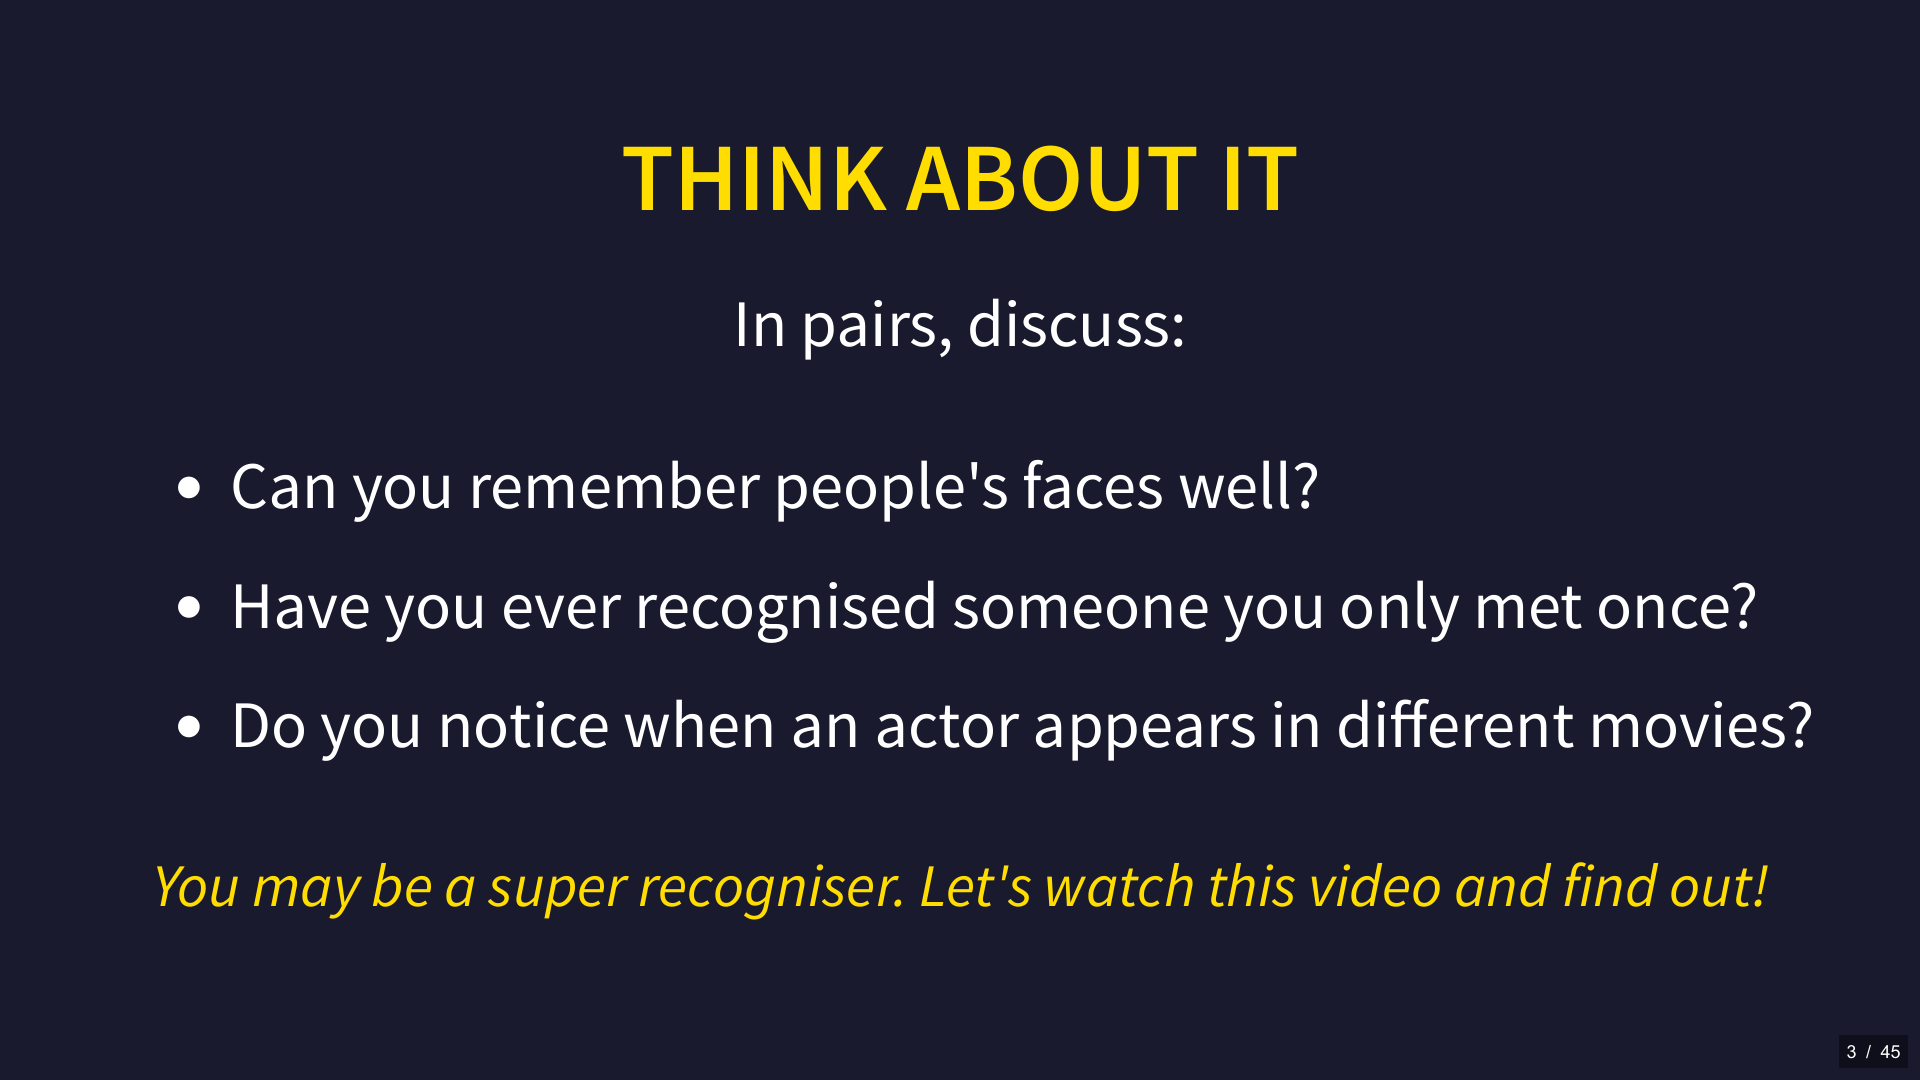 THINK ABOUT IT
In pairs, discuss:
• Can you remember people's faces well?
• Have you ever recognised someone you only met once?
• Do you notice when an actor appears in different movies?
You may be a super recogniser. Let's watch this video and find out!
3 / 45